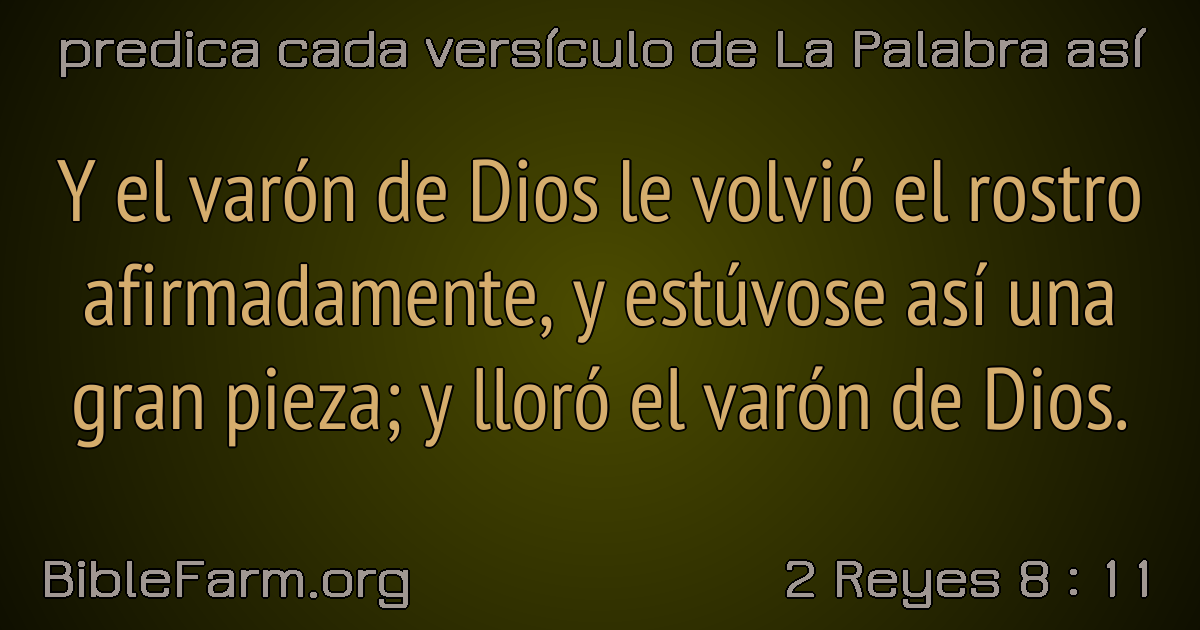 predica cada versículo de La Palabra así
Y el varón de Dios le volvió el rostro
afirmadamente, y estúvose así una
gran pieza; y lloró el varón de Dios.
BibleFarm.org
2 Reyes 8 : 11